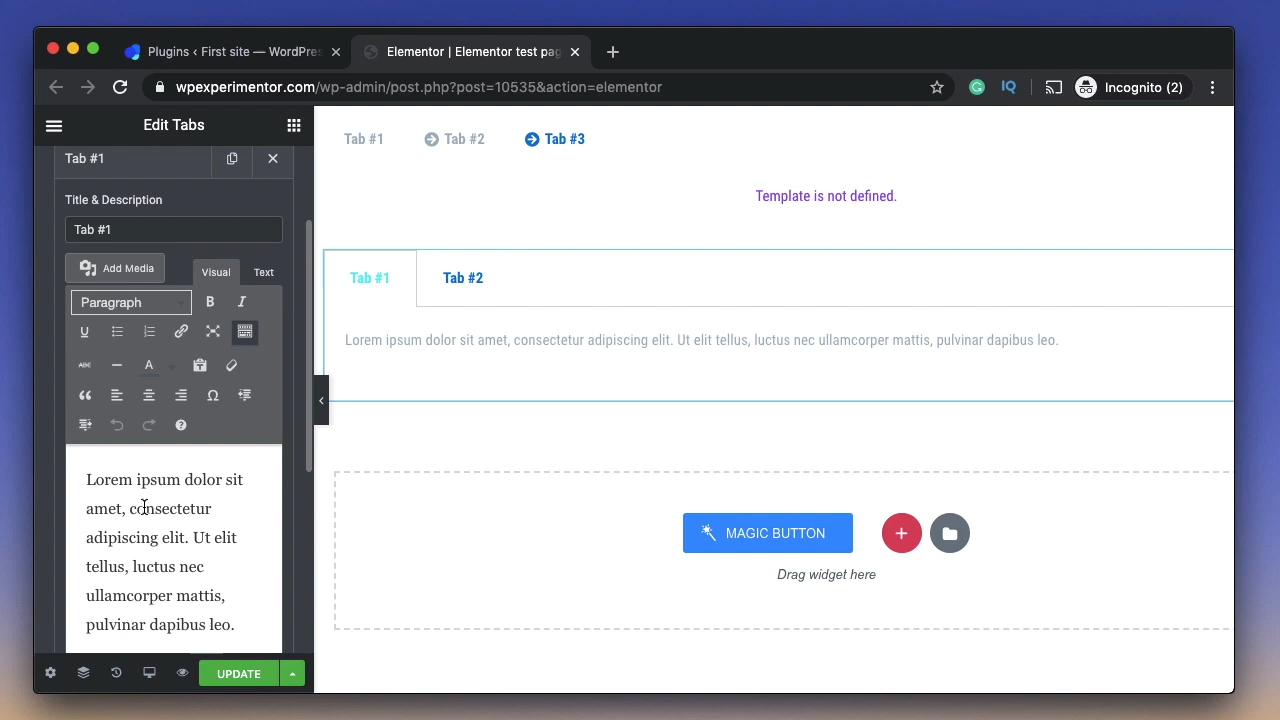 Plugins ‹ First site — WordPre
Elementor | Elementor test pag
wpexperimentor.com/wp-admin/post.php?post=10535&action=elementor
IQ
Incognito (2)
Edit Tabs
Tab #1
Title & Description
Tab #1
Add Media
Visual
Text
Paragraph
B
I
U
ABC
A
Lorem ipsum dolor sit
amet, consectetur
adipiscing elit. Ut elit
tellus, luctus nec
ullamcorper mattis,
pulvinar dapibus leo.
UPDATE
Tab #1
Tab #2
Tab #3
Template is not defined.
Tab #1
Tab #2
Lorem ipsum dolor sit amet, consectetur adipiscing elit. Ut elit tellus, luctus nec ullamcorper mattis, pulvinar dapibus leo.
MAGIC BUTTON
Drag widget here